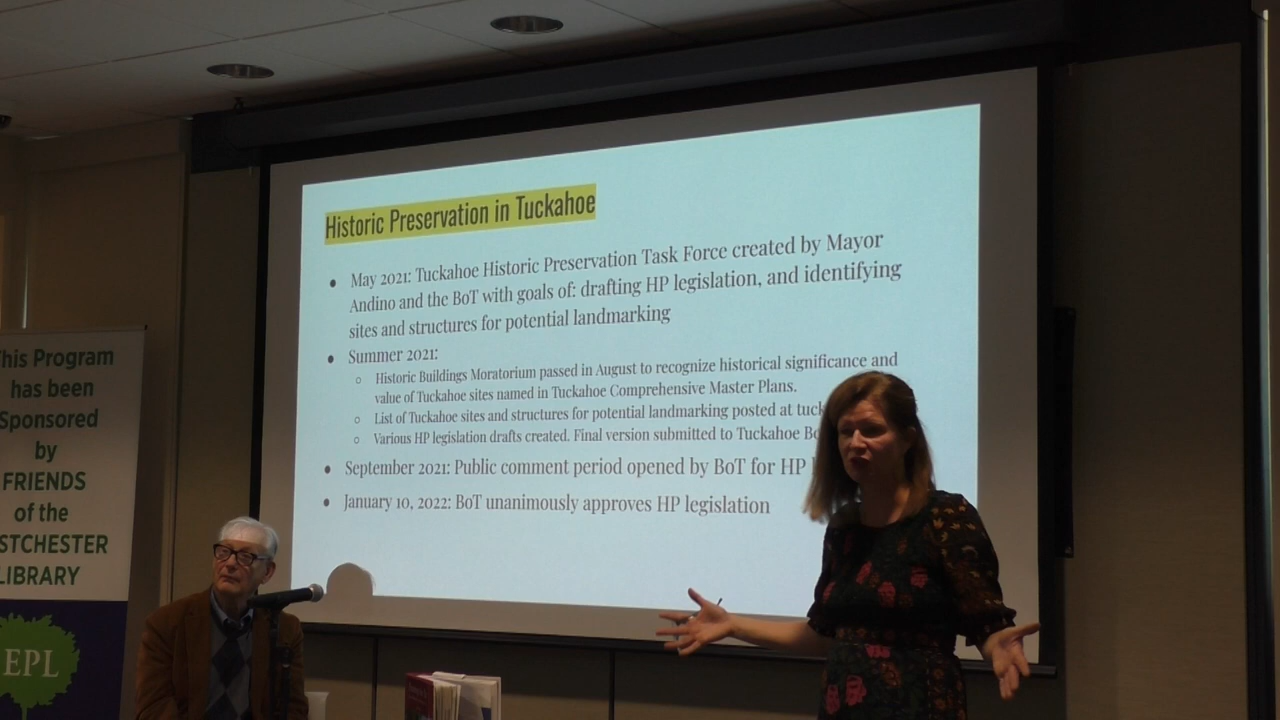 Historic Preservation in Tuckahoe
• May 2021: Tuckahoe Historic Preservation Task Force created by Mayor
Andino and the BoT with goals of: drafting HP legislation, and identifying
sites and structures for potential landmarking
• Summer 2021:
○ Historic Buildings Moratorium passed in August to recognize historical significance and
value of Tuckahoe sites named in Tuckahoe Comprehensive Master Plans.
○ List of Tuckahoe sites and structures for potential landmarking posted at tuck
○ Various HP legislation drafts created. Final version submitted to Tuckahoe Bo
• September 2021: Public comment period opened by BoT for HP
• January 10, 2022: BoT unanimously approves HP legislation
his Program
has been
Sponsored
by
FRIENDS
of the
STCHESTER
LIBRARY
EPL